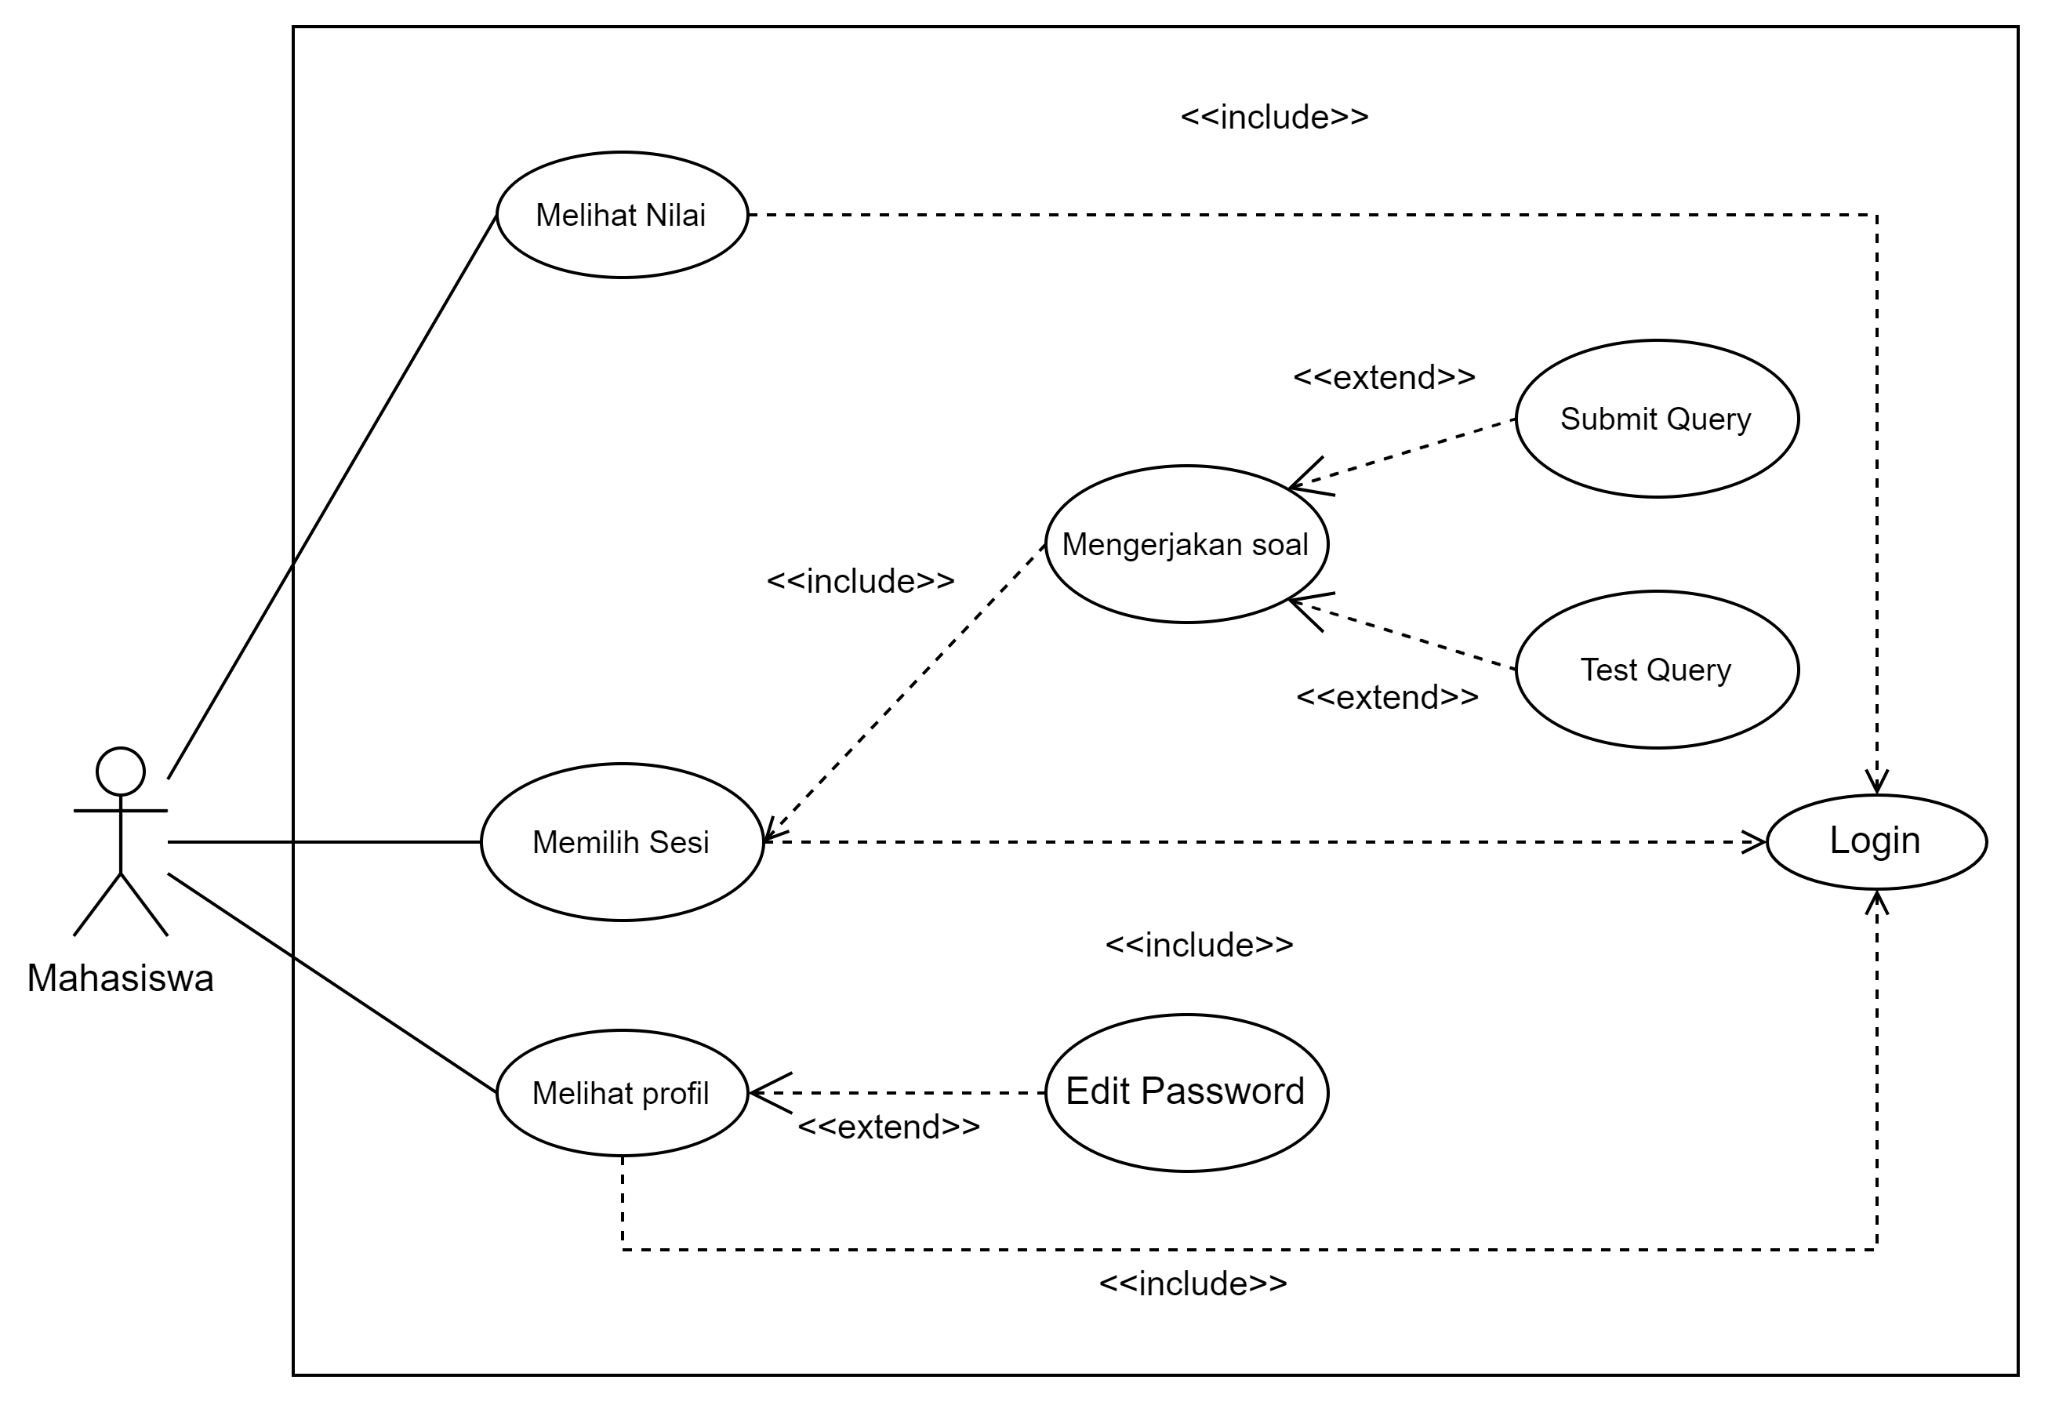 <<include>>
Melihat Nilai
<<extend>>
Submit Query
Mengerjakan soal
<<include>>
Test Query
<<extend>>
Memilih Sesi
Login
<<include>>
Mahasiswa
Melihat profil
Edit Password
<<extend>>
<<include>>